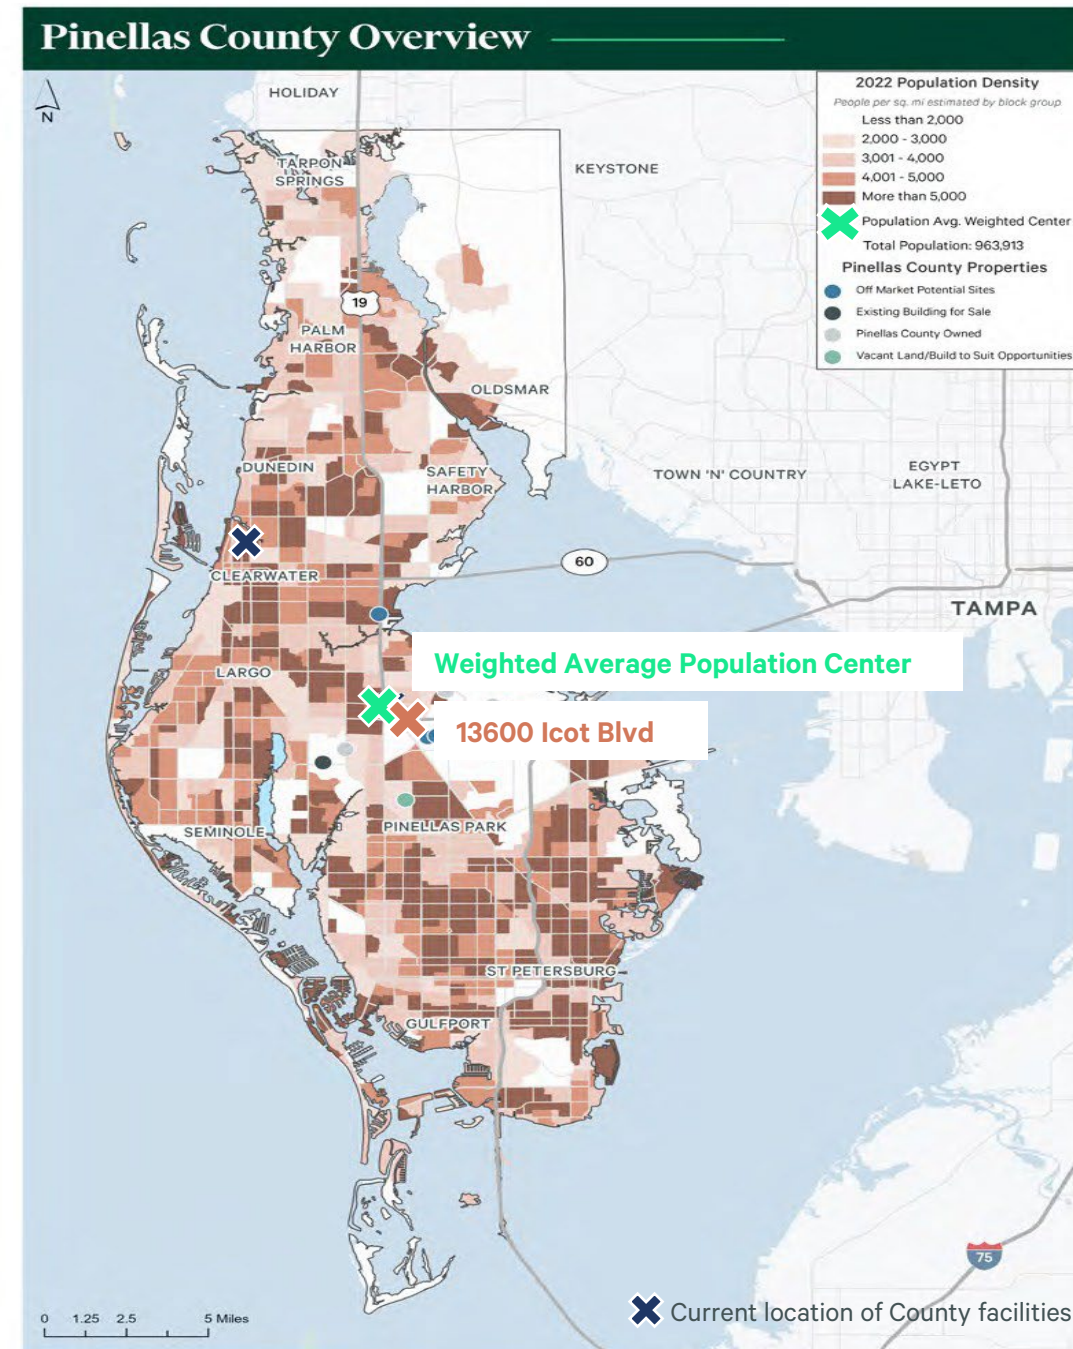 Pinellas County Overview
N
HOLIDAY
2022 Population Density
People per sq. mi estimated by block group
Less than 2,000
2,000 - 3,000
3,001 - 4,000
4,001 - 5,000
More than 5,000
Population Avg. Weighted Center
Total Population: 963,913
Pinellas County Properties
Off Market Potential Sites
Existing Building for Sale
Pinellas County Owned
Vacant Land/Build to Suit Opportunities
KEYSTONE
TARPON
SPRINGS
19
PALM
HARBOR
OLDSMAR
DUNEDIN
SAFETY
HARBOR
TOWN 'N' COUNTRY
EGYPT
LAKE-LETO
60
CLEARWATER
TAMPA
Weighted Average Population Center
LARGO
13600 Icot Blvd
SEMINOLE
PINELLAS PARK
ST PETERSBURG
GULFPORT
75
Current location of County facilities
0 1.25 2.5 5 Miles